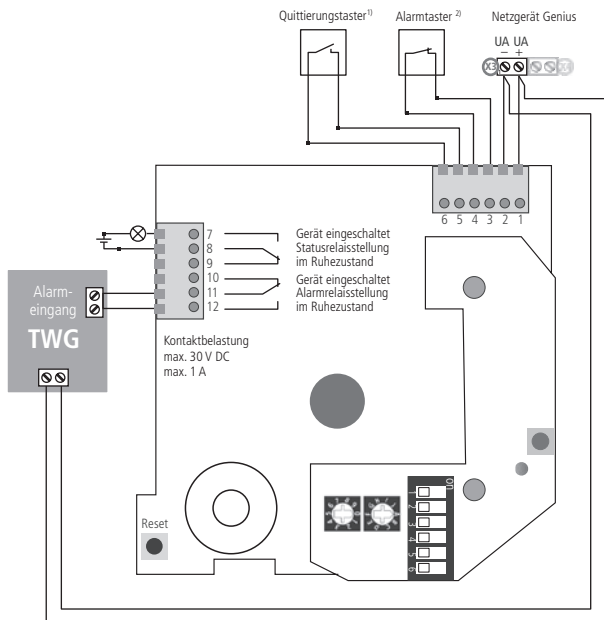 Quittierungstaster¹⁾ Alarmtaster ²⁾ Netzgerät Genius
UA UA
− +
X3 X3
6 5 4 3 2 1
7 Gerät eingeschaltet
8 Statusrelaisstellung
9 im Ruhezustand
10 Gerät eingeschaltet
11 Alarmrelaisstellung
12 im Ruhezustand
Alarm-
eingang
TWG
Kontaktbelastung
max. 30 V DC
max. 1 A
Reset
ON
1
2
3
4
5
6